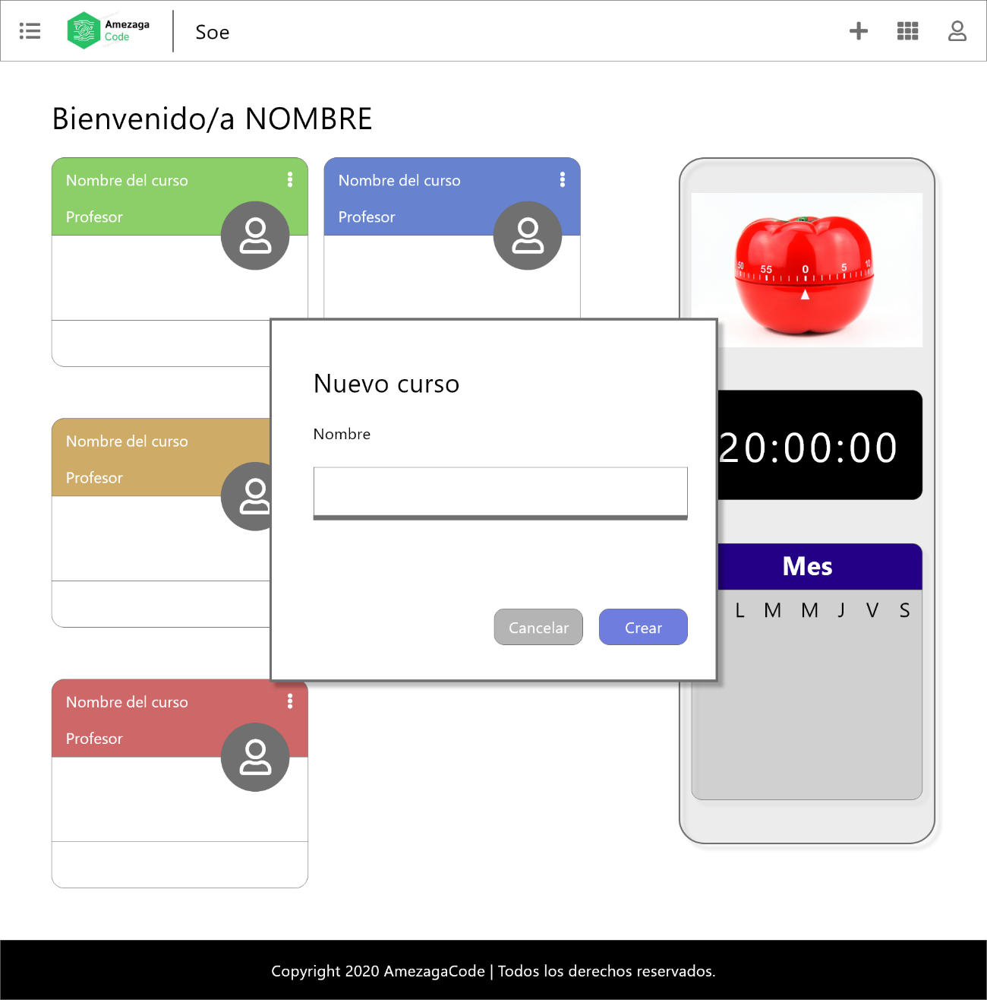 Amezaga
Code
Soe
Bienvenido/a NOMBRE
Nombre del curso
Profesor
Nombre del curso
Profesor
50 55 0 5 10
Nombre del curso
Profesor
Nuevo curso
Nombre
Cancelar
Crear
20:00:00
Mes
L M M J V S
Nombre del curso
Profesor
Copyright 2020 AmezagaCode | Todos los derechos reservados.